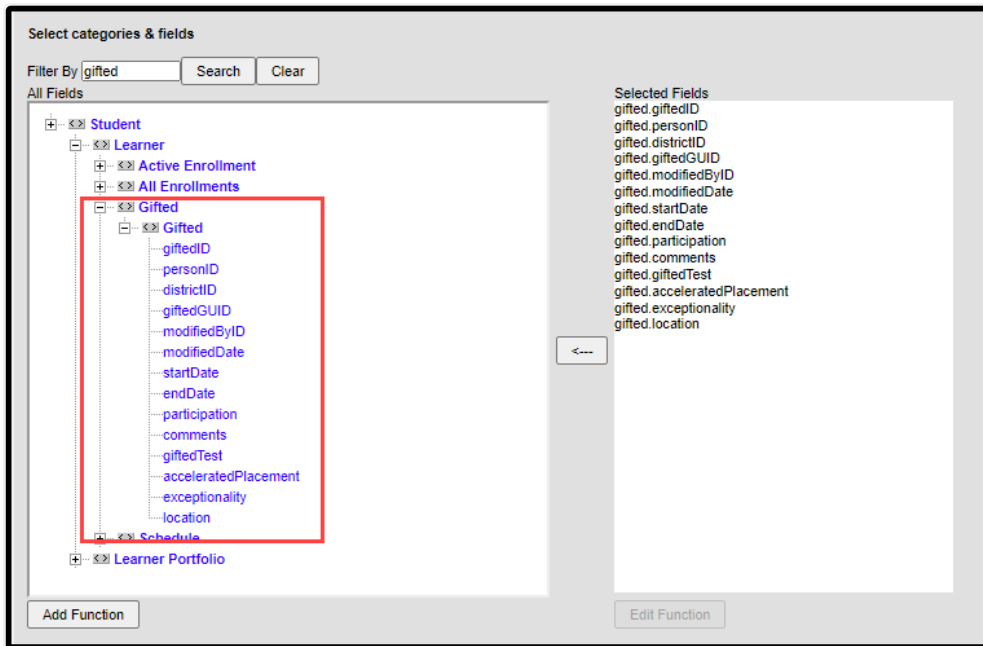 Select categories & fields
Filter By gifted Search Clear
All Fields
Student
Learner
Active Enrollment
All Enrollments
Gifted
Gifted
giftedID
personID
districtID
giftedGUID
modifiedByID
modifiedDate
startDate
endDate
participation
comments
giftedTest
acceleratedPlacement
exceptionality
location
Schedule
Learner Portfolio
Add Function
<---
Selected Fields
gifted.giftedID
gifted.personID
gifted.districtID
gifted.giftedGUID
gifted.modifiedByID
gifted.modifiedDate
gifted.startDate
gifted.endDate
gifted.participation
gifted.comments
gifted.giftedTest
gifted.acceleratedPlacement
gifted.exceptionality
gifted.location
Edit Function